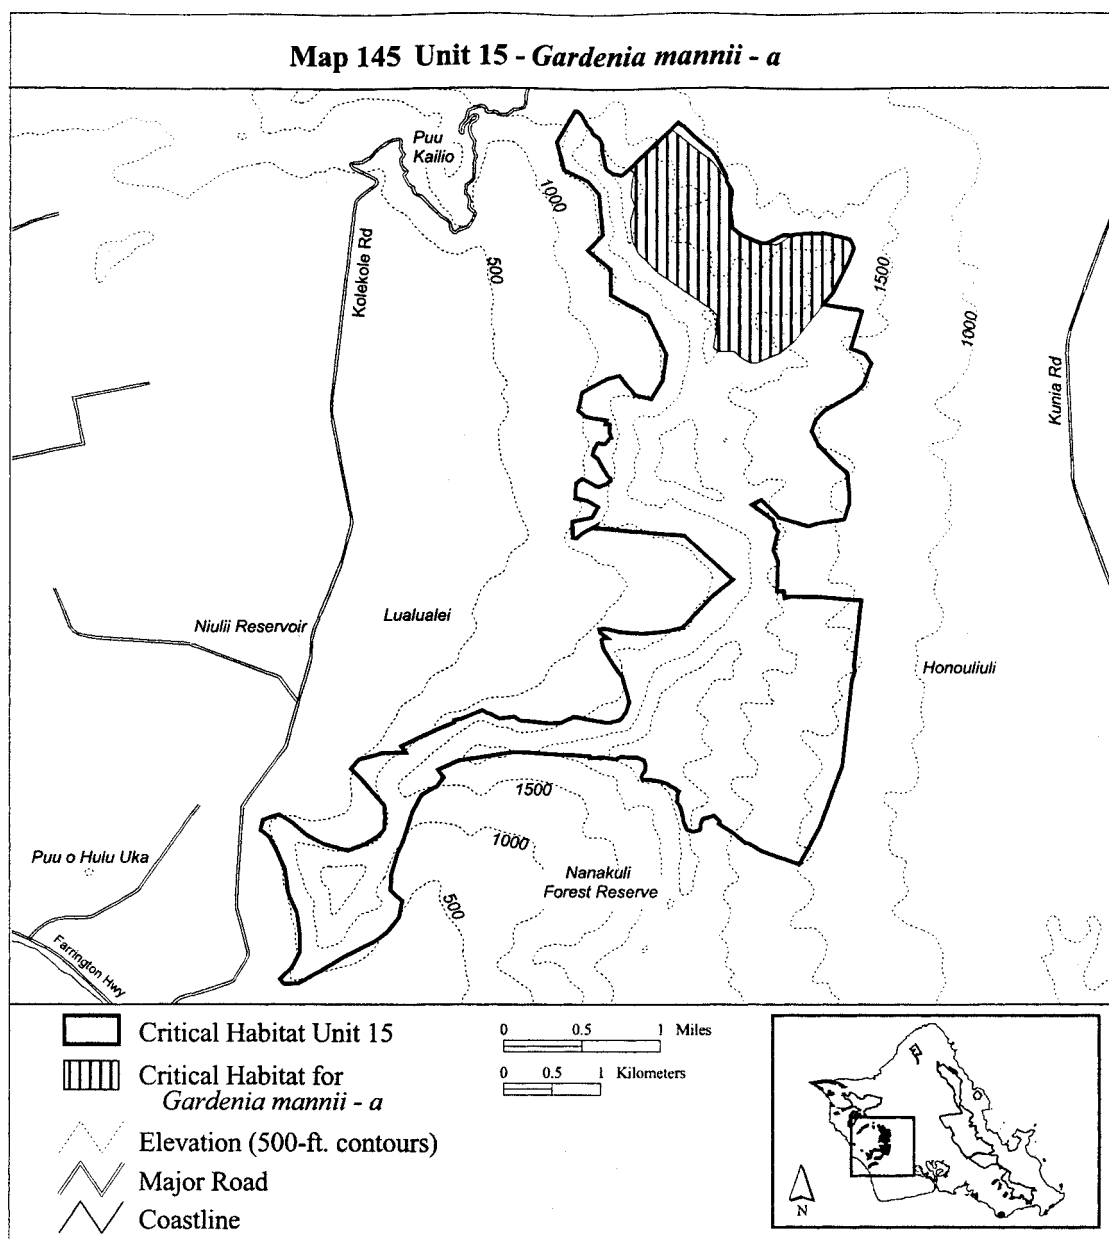 Map 145 Unit 15 - Gardenia mannii - a
Puu
Kailio
1000
500
Kolekole Rd
1500
1000
Kunia Rd
Niulii Reservoir
Lualualei
Honouliuli
1500
1000
500
Puu o Hulu Uka
Nanakuli
Forest Reserve
Farrington Hwy
Critical Habitat Unit 15
Critical Habitat for
Gardenia mannii - a
Elevation (500-ft. contours)
Major Road
Coastline
0 0.5 1 Miles
0 0.5 1 Kilometers
N